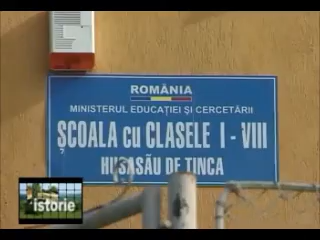 ROMÂNIA
MINISTERUL EDUCAȚIEI ȘI CERCETĂRII
ȘCOALA cu CLASELE I - VIII
HUSASĂU DE TINCA
istorie